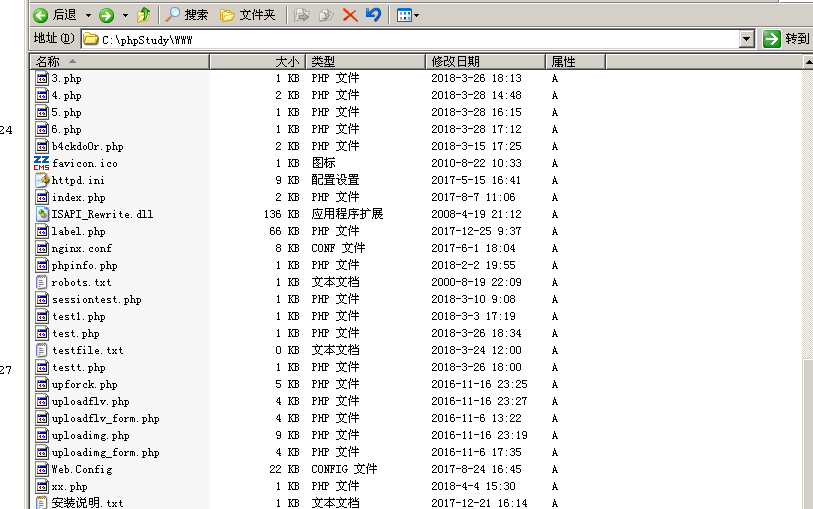 后退 搜索 文件夹
地址(D) C:\phpStudy\WWW 转到
名称 大小 类型 修改日期 属性
3.php 1 KB PHP 文件 2018-3-26 18:13 A
4.php 2 KB PHP 文件 2018-3-28 14:48 A
5.php 1 KB PHP 文件 2018-3-28 16:15 A
24
6.php 1 KB PHP 文件 2018-3-28 17:12 A
b4ckdo0r.php 2 KB PHP 文件 2018-3-15 17:25 A
ZZ CMS favicon.ico 1 KB 图标 2010-8-22 10:33 A
httpd.ini 9 KB 配置设置 2017-5-15 16:41 A
index.php 2 KB PHP 文件 2017-8-7 11:06 A
ISAPI_Rewrite.dll 136 KB 应用程序扩展 2008-4-19 21:12 A
label.php 66 KB PHP 文件 2017-12-25 9:37 A
nginx.conf 8 KB CONF 文件 2017-6-1 18:04 A
phpinfo.php 1 KB PHP 文件 2018-2-2 19:55 A
robots.txt 1 KB 文本文档 2000-8-19 22:09 A
sessiontest.php 1 KB PHP 文件 2018-3-10 9:08 A
test1.php 1 KB PHP 文件 2018-3-3 17:19 A
test.php 1 KB PHP 文件 2018-3-26 18:34 A
testfile.txt 0 KB 文本文档 2018-3-24 12:00 A
27
testt.php 1 KB PHP 文件 2018-3-26 18:00 A
upforck.php 5 KB PHP 文件 2016-11-16 23:25 A
uploadflv.php 4 KB PHP 文件 2016-11-16 23:27 A
uploadflv_form.php 4 KB PHP 文件 2016-11-6 13:22 A
uploadimg.php 9 KB PHP 文件 2016-11-16 23:19 A
uploadimg_form.php 4 KB PHP 文件 2016-11-6 17:35 A
Web.Config 22 KB CONFIG 文件 2017-8-24 16:45 A
xx.php 1 KB PHP 文件 2018-4-4 15:30 A
安装说明.txt 1 KB 文本文档 2017-12-21 16:14 A